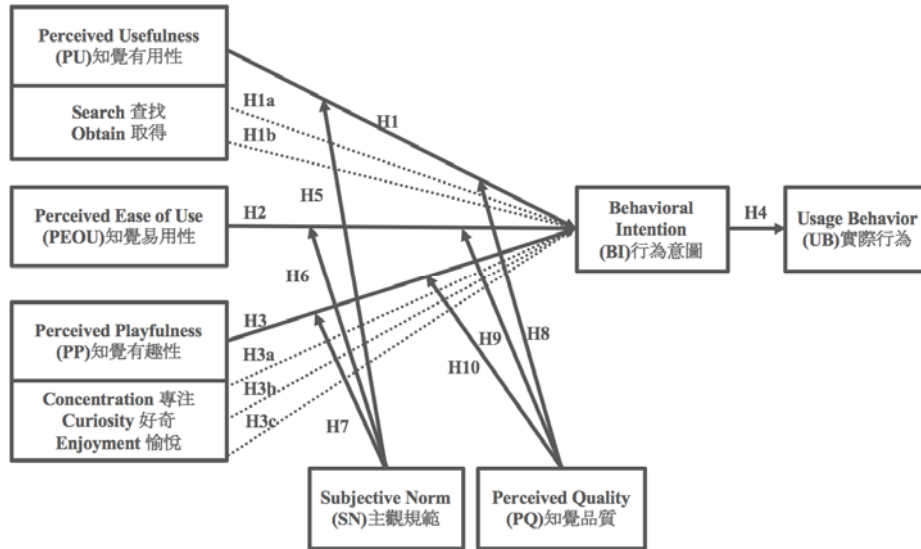 Perceived Usefulness
(PU)知覺有用性
Search 查找
Obtain 取得
H1a
H1b
H1
H5
Perceived Ease of Use
(PEOU)知覺易用性
H2
H6
Behavioral
Intention
(BI)行為意圖
H4
Usage Behavior
(UB)實際行為
Perceived Playfulness
(PP)知覺有趣性
Concentration 專注
Curiosity 好奇
Enjoyment 愉悅
H3
H3a
H3b
H3c
H7
H10
H9
H8
Subjective Norm
(SN)主觀規範
Perceived Quality
(PQ)知覺品質